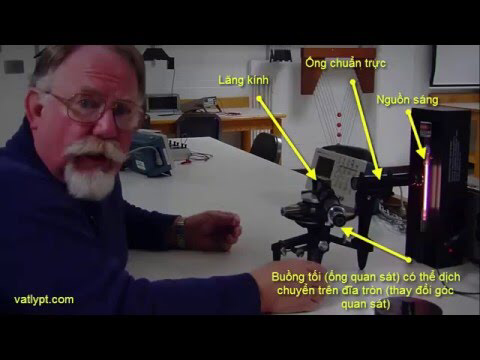 Ống chuẩn trực
Lăng kính
Nguồn sáng
Buồng tối (ống quan sát) có thể dịch
chuyển trên đĩa tròn (thay đổi góc
quan sát)
vatlypt.com